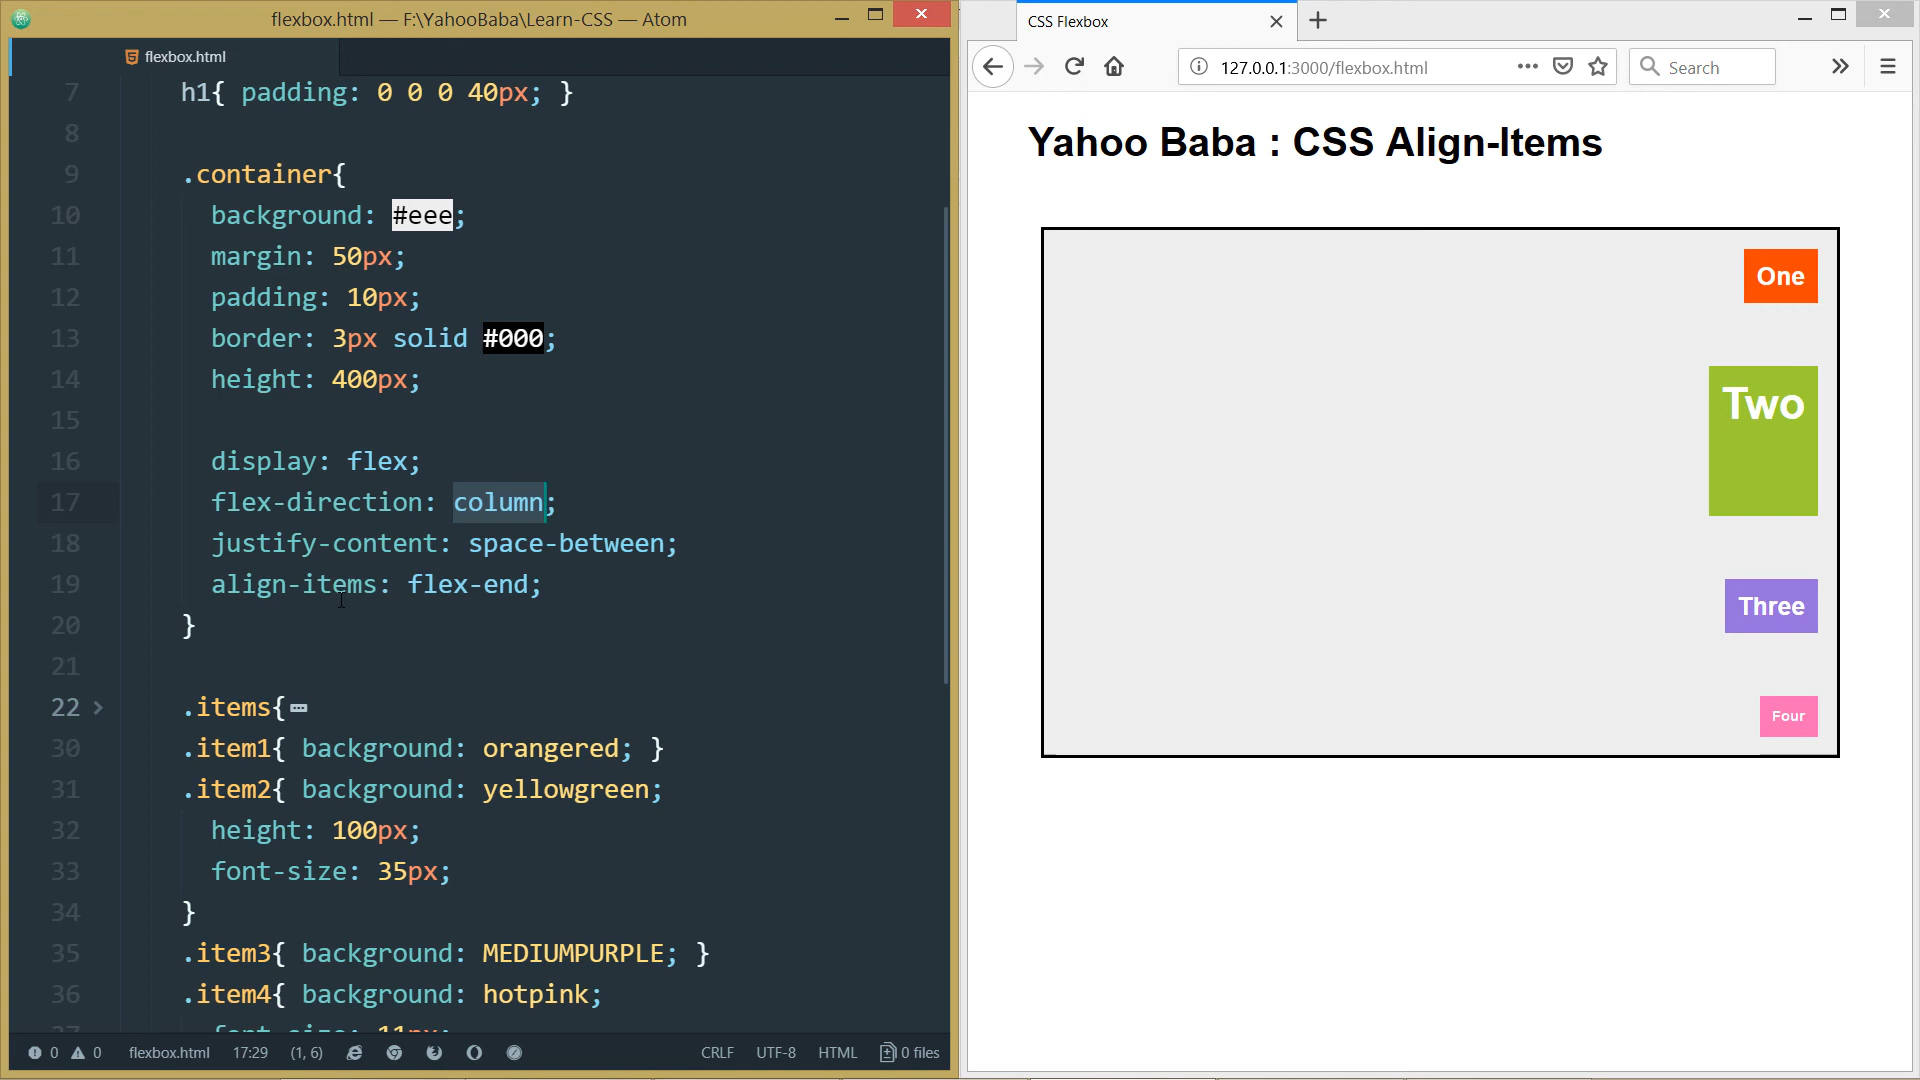 flexbox.html — F:\YahooBaba\Learn-CSS — Atom
flexbox.html
7 h1{ padding: 0 0 0 40px; }
8
9 .container{
10 background: #eee;
11 margin: 50px;
12 padding: 10px;
13 border: 3px solid #000;
14 height: 400px;
15
16 display: flex;
17 flex-direction: column;
18 justify-content: space-between;
19 align-items: flex-end;
20 }
21
22 .items{
30 .item1{ background: orangered; }
31 .item2{ background: yellowgreen;
32 height: 100px;
33 font-size: 35px;
34 }
35 .item3{ background: MEDIUMPURPLE; }
36 .item4{ background: hotpink;
37 font-size: 11px;
0 0 flexbox.html 17:29 (1, 6) CRLF UTF-8 HTML 0 files
CSS Flexbox
127.0.0.1:3000/flexbox.html
Search
Yahoo Baba : CSS Align-Items
One
Two
Three
Four